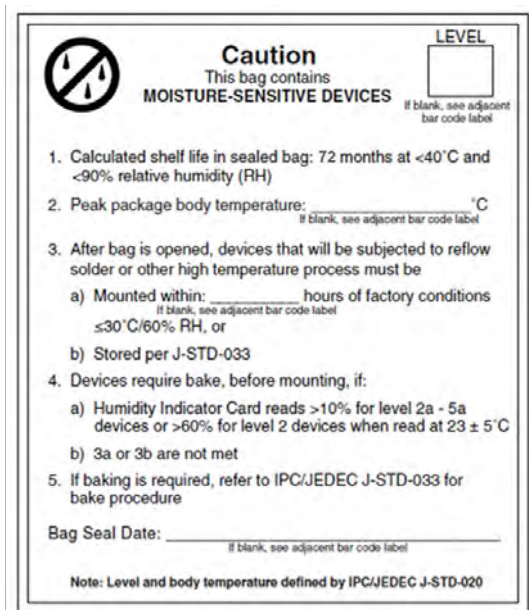 LEVEL
Caution
This bag contains
MOISTURE-SENSITIVE DEVICES
If blank, see adjacent
bar code label
1. Calculated shelf life in sealed bag: 72 months at <40˚C and
<90% relative humidity (RH)
2. Peak package body temperature: _______________ ˚C
If blank, see adjacent bar code label
3. After bag is opened, devices that will be subjected to reflow
solder or other high temperature process must be
a) Mounted within: __________ hours of factory conditions
If blank, see adjacent bar code label
≤30˚C/60% RH, or
b) Stored per J-STD-033
4. Devices require bake, before mounting, if:
a) Humidity Indicator Card reads >10% for level 2a - 5a
devices or >60% for level 2 devices when read at 23 ± 5˚C
b) 3a or 3b are not met
5. If baking is required, refer to IPC/JEDEC J-STD-033 for
bake procedure
Bag Seal Date: ____________________________________
If blank, see adjacent bar code label
Note: Level and body temperature defined by IPC/JEDEC J-STD-020